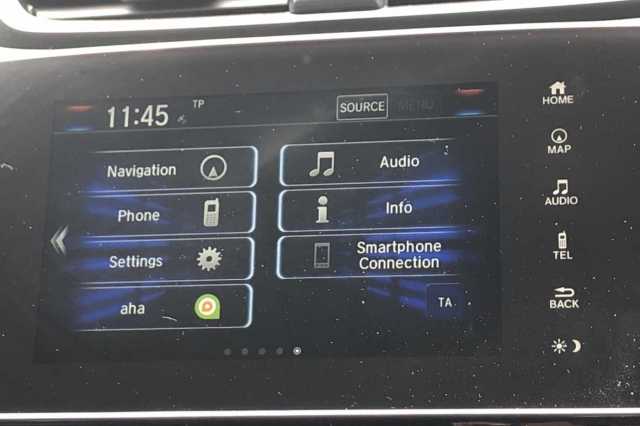 11:45
TP
SOURCE
MENU
Navigation
Audio
Phone
Info
Settings
Smartphone
Connection
aha
TA
HOME
MAP
AUDIO
TEL
BACK